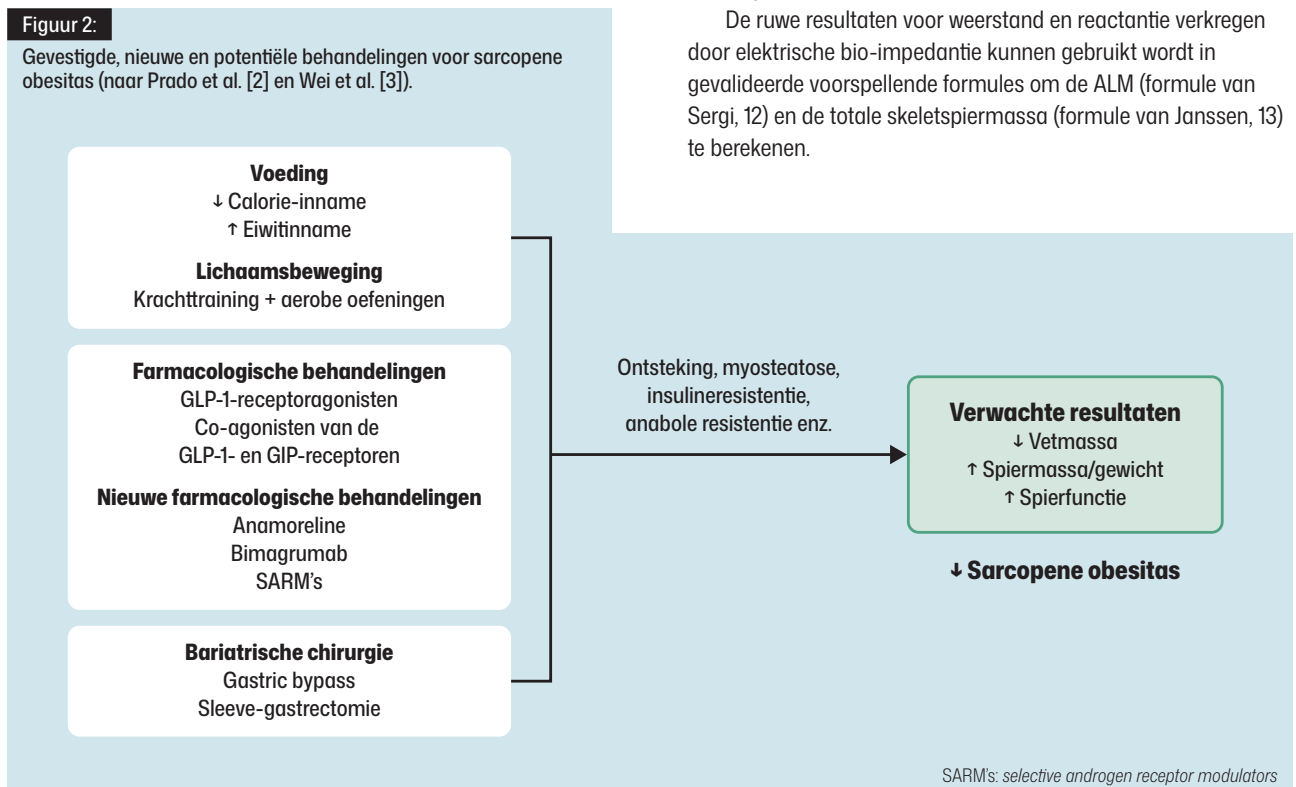 Figuur 2:
Gevestigde, nieuwe en potentiële behandelingen voor sarcopene
obesitas (naar Prado et al. [2] en Wei et al. [3]).
De ruwe resultaten voor weerstand en reactantie verkregen
door elektrische bio-impedantie kunnen gebruikt wordt in
gevalideerde voorspellende formules om de ALM (formule van
Sergi, 12) en de totale skeletspiermassa (formule van Janssen, 13)
te berekenen.
Voeding
↓ Calorie-inname
↑ Eiwitinname
Lichaamsbeweging
Krachttraining + aerobe oefeningen
Farmacologische behandelingen
GLP-1-receptoragonisten
Co-agonisten van de
GLP-1- en GIP-receptoren
Nieuwe farmacologische behandelingen
Anamoreline
Bimagrumab
SARM's
Bariatrische chirurgie
Gastric bypass
Sleeve-gastrectomie
Ontsteking, myosteatose,
insulineresistentie,
anabole resistentie enz.
Verwachte resultaten
↓ Vetmassa
↑ Spiermassa/gewicht
↑ Spierfunctie
↓ Sarcopene obesitas
SARM's: selective androgen receptor modulators